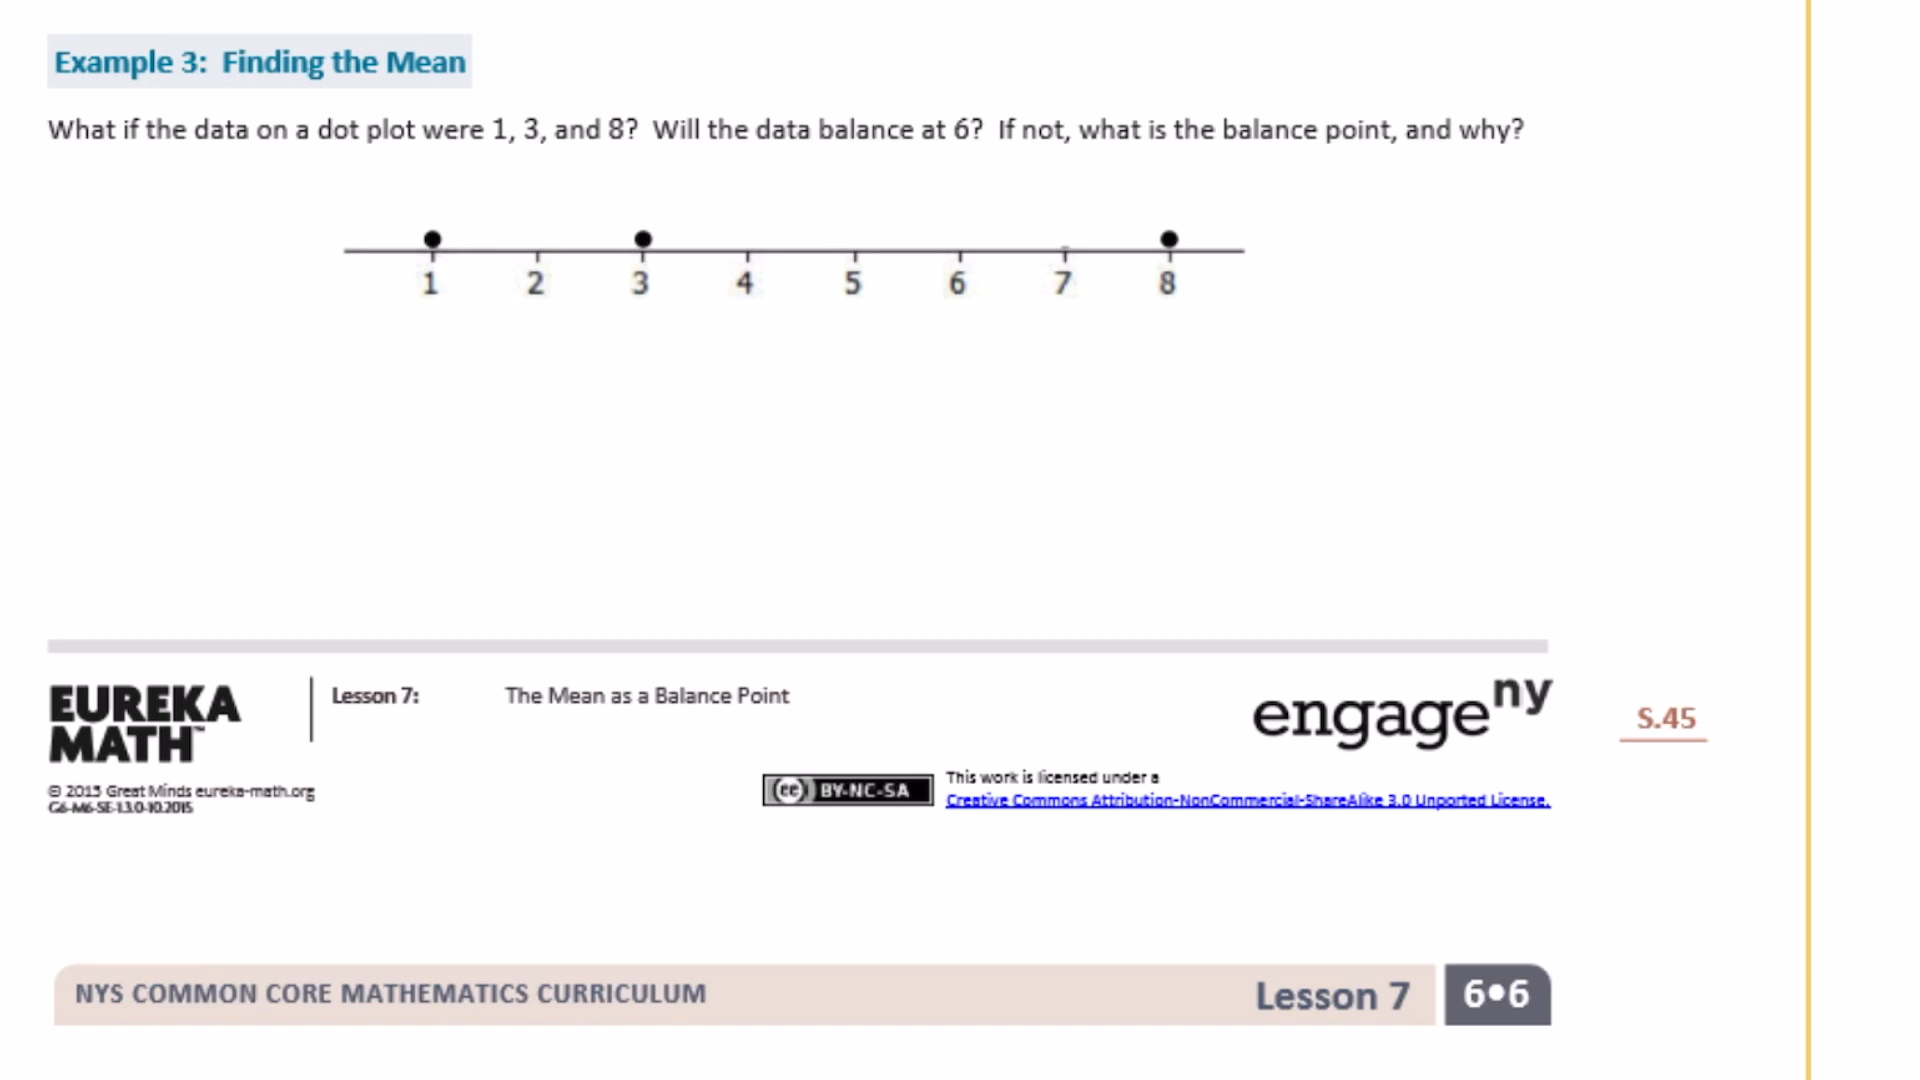 Example 3: Finding the Mean
What if the data on a dot plot were 1, 3, and 8? Will the data balance at 6? If not, what is the balance point, and why?
1 2 3 4 5 6 7 8
EUREKA
MATH™
Lesson 7: The Mean as a Balance Point
engage ny
S.45
© 2015 Great Minds eureka-math.org
G6-M6-SE-1.3.0-10.2015
cc BY-NC-SA
This work is licensed under a
Creative Commons Attribution-NonCommercial-ShareAlike 3.0 Unported License.
NYS COMMON CORE MATHEMATICS CURRICULUM
Lesson 7
6•6